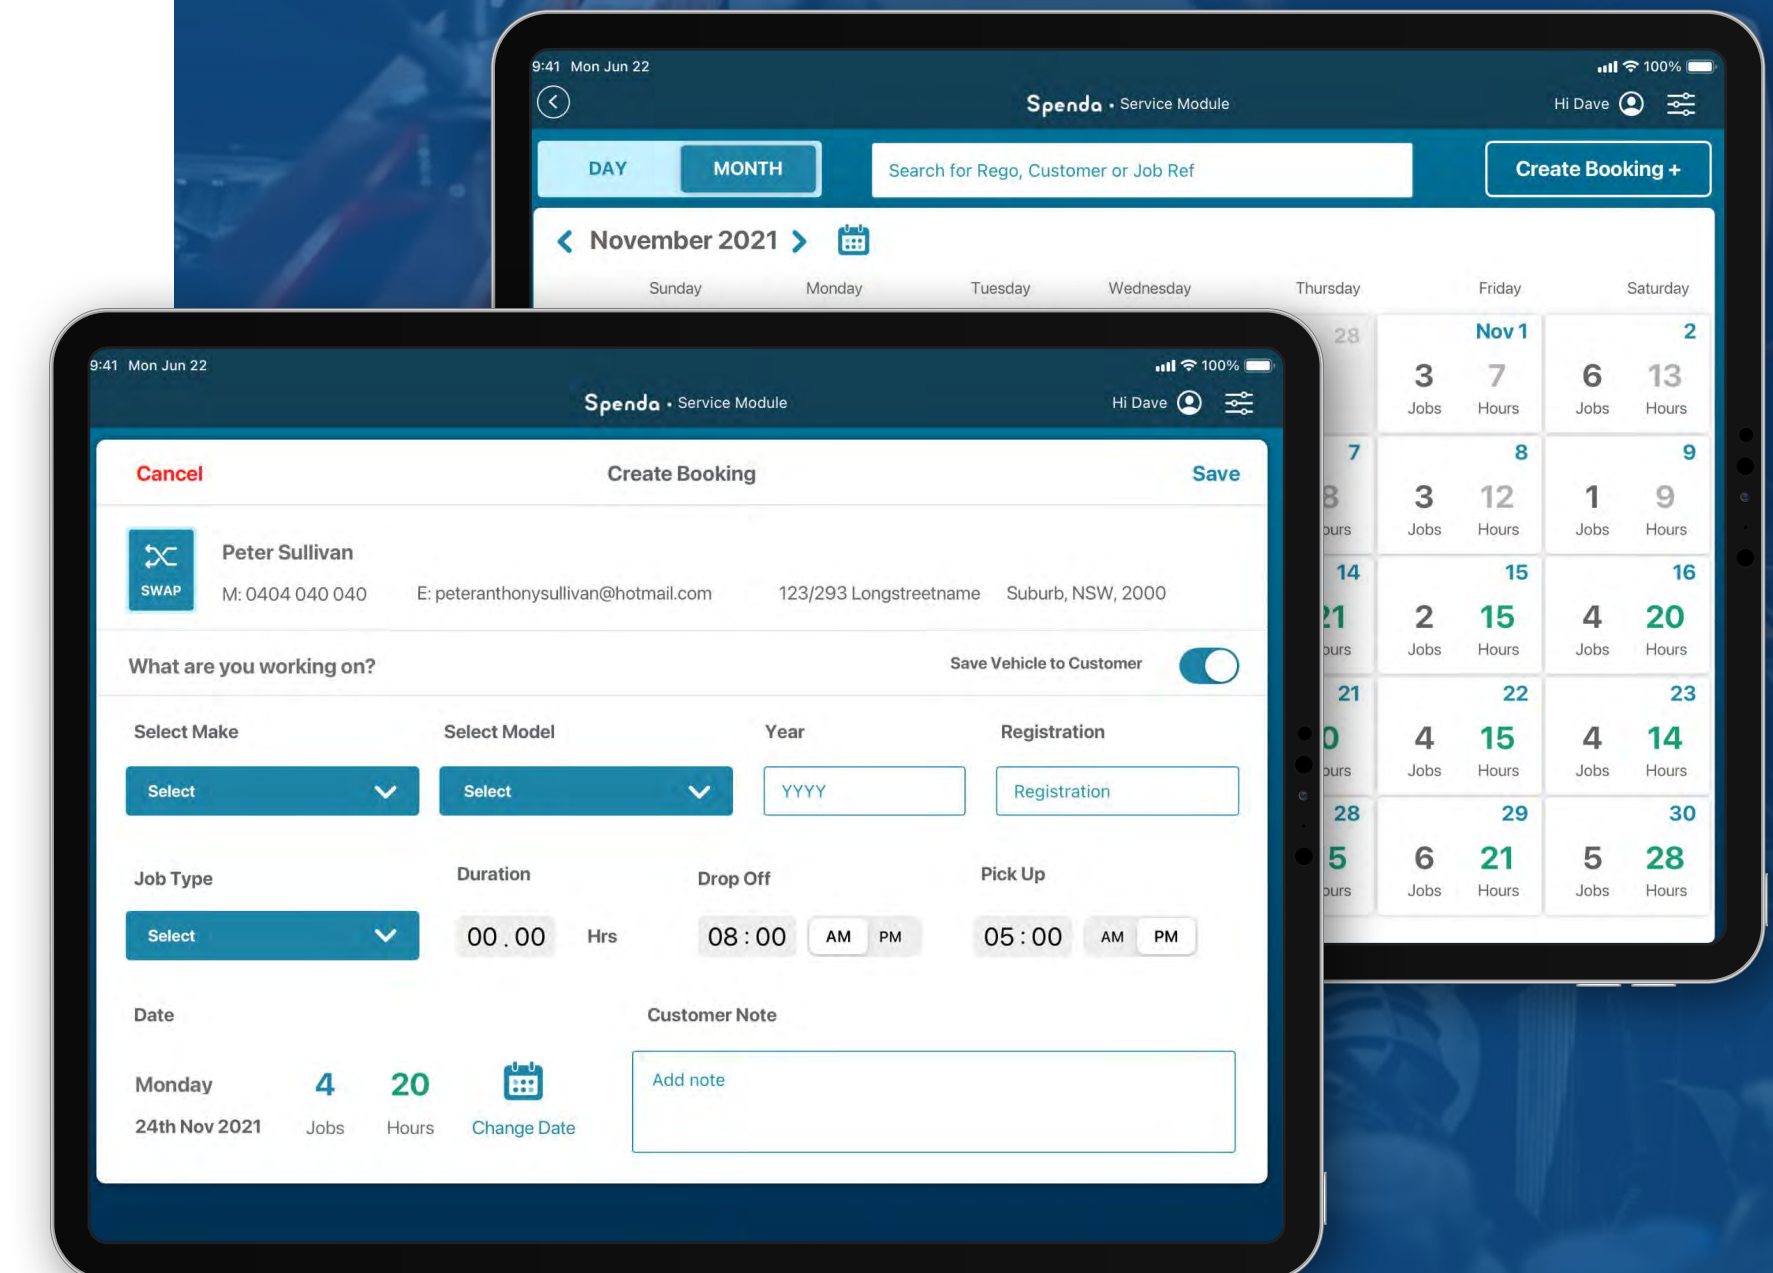 9:41 Mon Jun 22
100%
Spenda • Service Module
Hi Dave
DAY
MONTH
Search for Rego, Customer or Job Ref
Create Booking +
November 2021
Sunday Monday Tuesday Wednesday Thursday Friday Saturday
28 Nov 1 2
3 7 6 13
Jobs Hours Jobs Hours
7 8 9
3 12 1 9
Jobs Hours Jobs Hours
14 15 16
21 2 15 4 20
Jobs Hours Jobs Hours
21 22 23
4 15 4 14
Jobs Hours Jobs Hours
28 29 30
5 6 21 5 28
Jobs Hours Jobs Hours
9:41 Mon Jun 22
100%
Spenda • Service Module
Hi Dave
Cancel
Create Booking
Save
SWAP
Peter Sullivan
M: 0404 040 040 E: peteranthonysullivan@hotmail.com 123/293 Longstreetname Suburb, NSW, 2000
What are you working on?
Save Vehicle to Customer
Select Make Select Model Year Registration
Select Select YYYY Registration
Job Type Duration Drop Off Pick Up
Select 00 . 00 Hrs 08 : 00 AM PM 05 : 00 AM PM
Date
Customer Note
Monday 4 20
24th Nov 2021 Jobs Hours Change Date
Add note